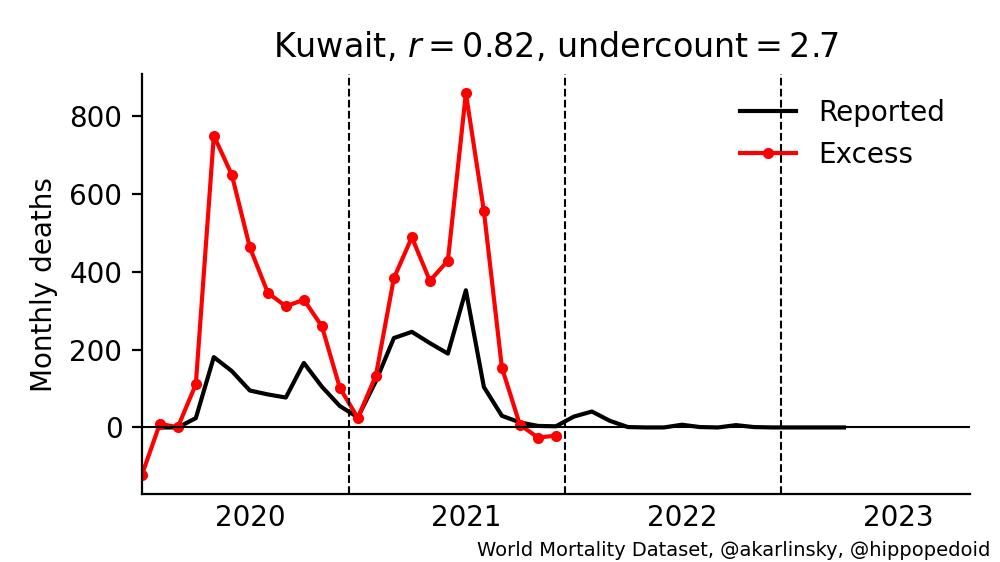 Kuwait, r = 0.82, undercount = 2.7
Reported
Excess
Monthly deaths
800
600
400
200
0
2020 2021 2022 2023
World Mortality Dataset, @akarlinsky, @hippopedoid